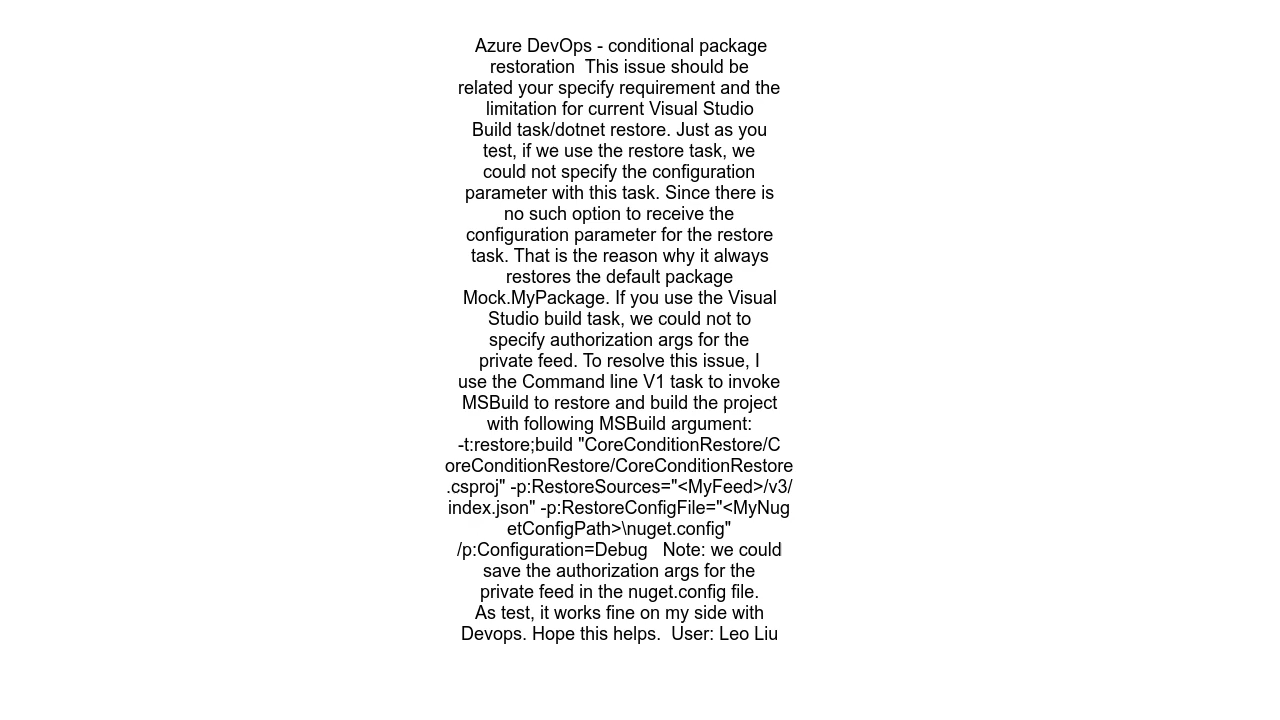 Azure DevOps - conditional package
restoration  This issue should be
related your specify requirement and the
limitation for current Visual Studio
Build task/dotnet restore. Just as you
test, if we use the restore task, we
could not specify the configuration
parameter with this task. Since there is
no such option to receive the
configuration parameter for the restore
task. That is the reason why it always
restores the default package
Mock.MyPackage. If you use the Visual
Studio build task, we could not to
specify authorization args for the
private feed. To resolve this issue, I
use the Command line V1 task to invoke
MSBuild to restore and build the project
with following MSBuild argument:
-t:restore;build "CoreConditionRestore/C
oreConditionRestore/CoreConditionRestore
.csproj" -p:RestoreSources="<MyFeed>/v3/
index.json" -p:RestoreConfigFile="<MyNug
etConfigPath>\nuget.config"
/p:Configuration=Debug   Note: we could
save the authorization args for the
private feed in the nuget.config file.
As test, it works fine on my side with
Devops. Hope this helps.  User: Leo Liu